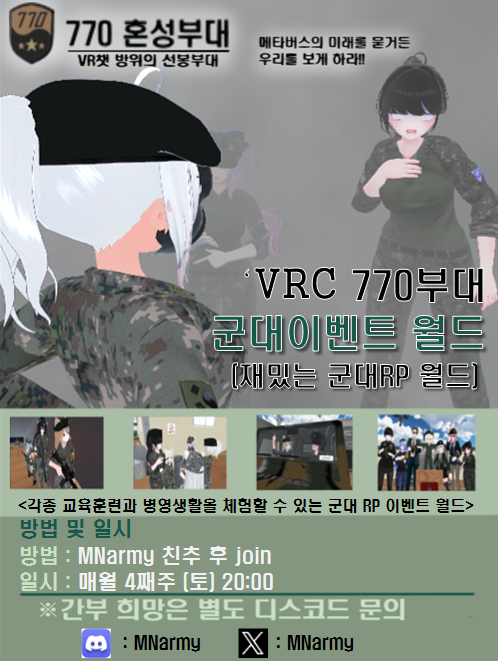 770
770 혼성부대
VR챗 방위의 선봉부대
메타버스의 미래를 묻거든
우리를 보게 하라!!
'VRC 770부대
군대이벤트 월드
(재밌는 군대RP 월드)
<각종 교육훈련과 병영생활을 체험할 수 있는 군대 RP 이벤트 월드>
방법 및 일시
방법 : MNarmy 친추 후 join
일시 : 매월 4째주 (토) 20:00
※간부 희망은 별도 디스코드 문의
: MNarmy
: MNarmy